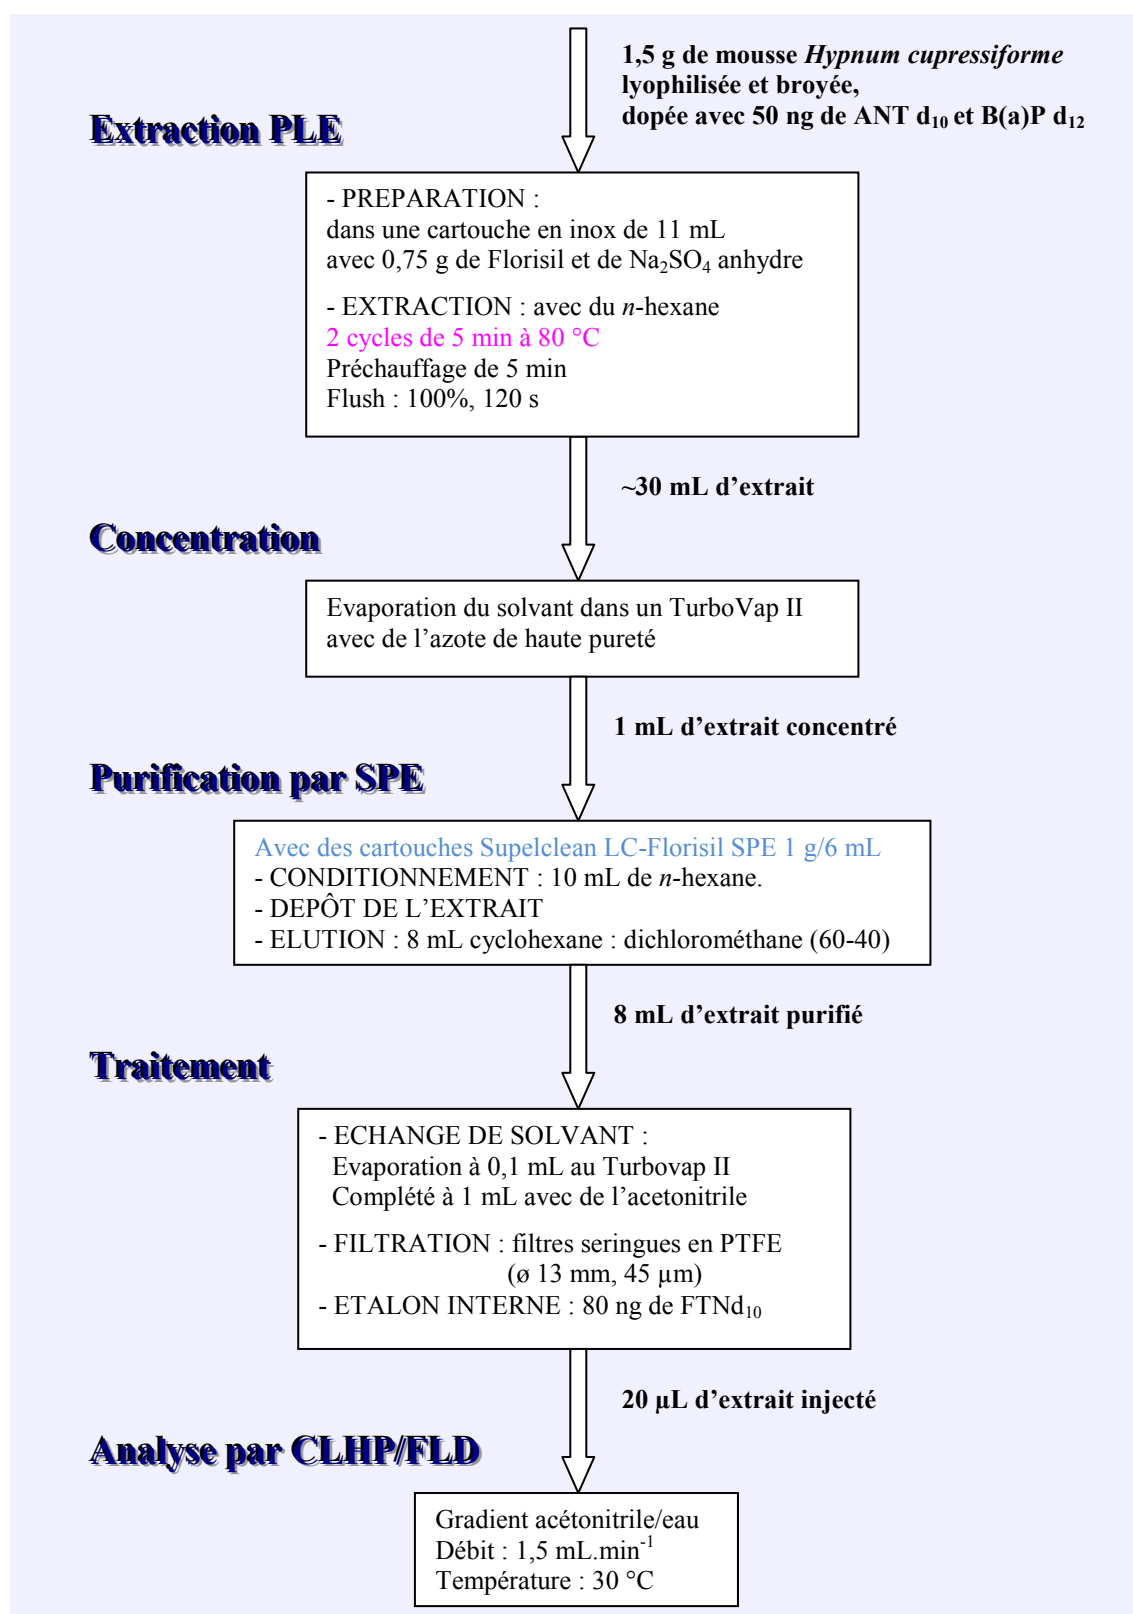 1,5 g de mousse Hypnum cupressiforme
lyophilisée et broyée,
dopée avec 50 ng de ANT d10 et B(a)P d12
Extraction PLE
- PREPARATION :
dans une cartouche en inox de 11 mL
avec 0,75 g de Florisil et de Na2SO4 anhydre
- EXTRACTION : avec du n-hexane
2 cycles de 5 min à 80 °C
Préchauffage de 5 min
Flush : 100%, 120 s
~30 mL d’extrait
Concentration
Evaporation du solvant dans un TurboVap II
avec de l’azote de haute pureté
1 mL d’extrait concentré
Purification par SPE
Avec des cartouches Supelclean LC-Florisil SPE 1 g/6 mL
- CONDITIONNEMENT : 10 mL de n-hexane.
- DEPÔT DE L’EXTRAIT
- ELUTION : 8 mL cyclohexane : dichlorométhane (60-40)
8 mL d’extrait purifié
Traitement
- ECHANGE DE SOLVANT :
Evaporation à 0,1 mL au Turbovap II
Complété à 1 mL avec de l’acetonitrile
- FILTRATION : filtres seringues en PTFE
(ø 13 mm, 45 µm)
- ETALON INTERNE : 80 ng de FTNd10
20 µL d’extrait injecté
Analyse par CLHP/FLD
Gradient acétonitrile/eau
Débit : 1,5 mL.min-1
Température : 30 °C